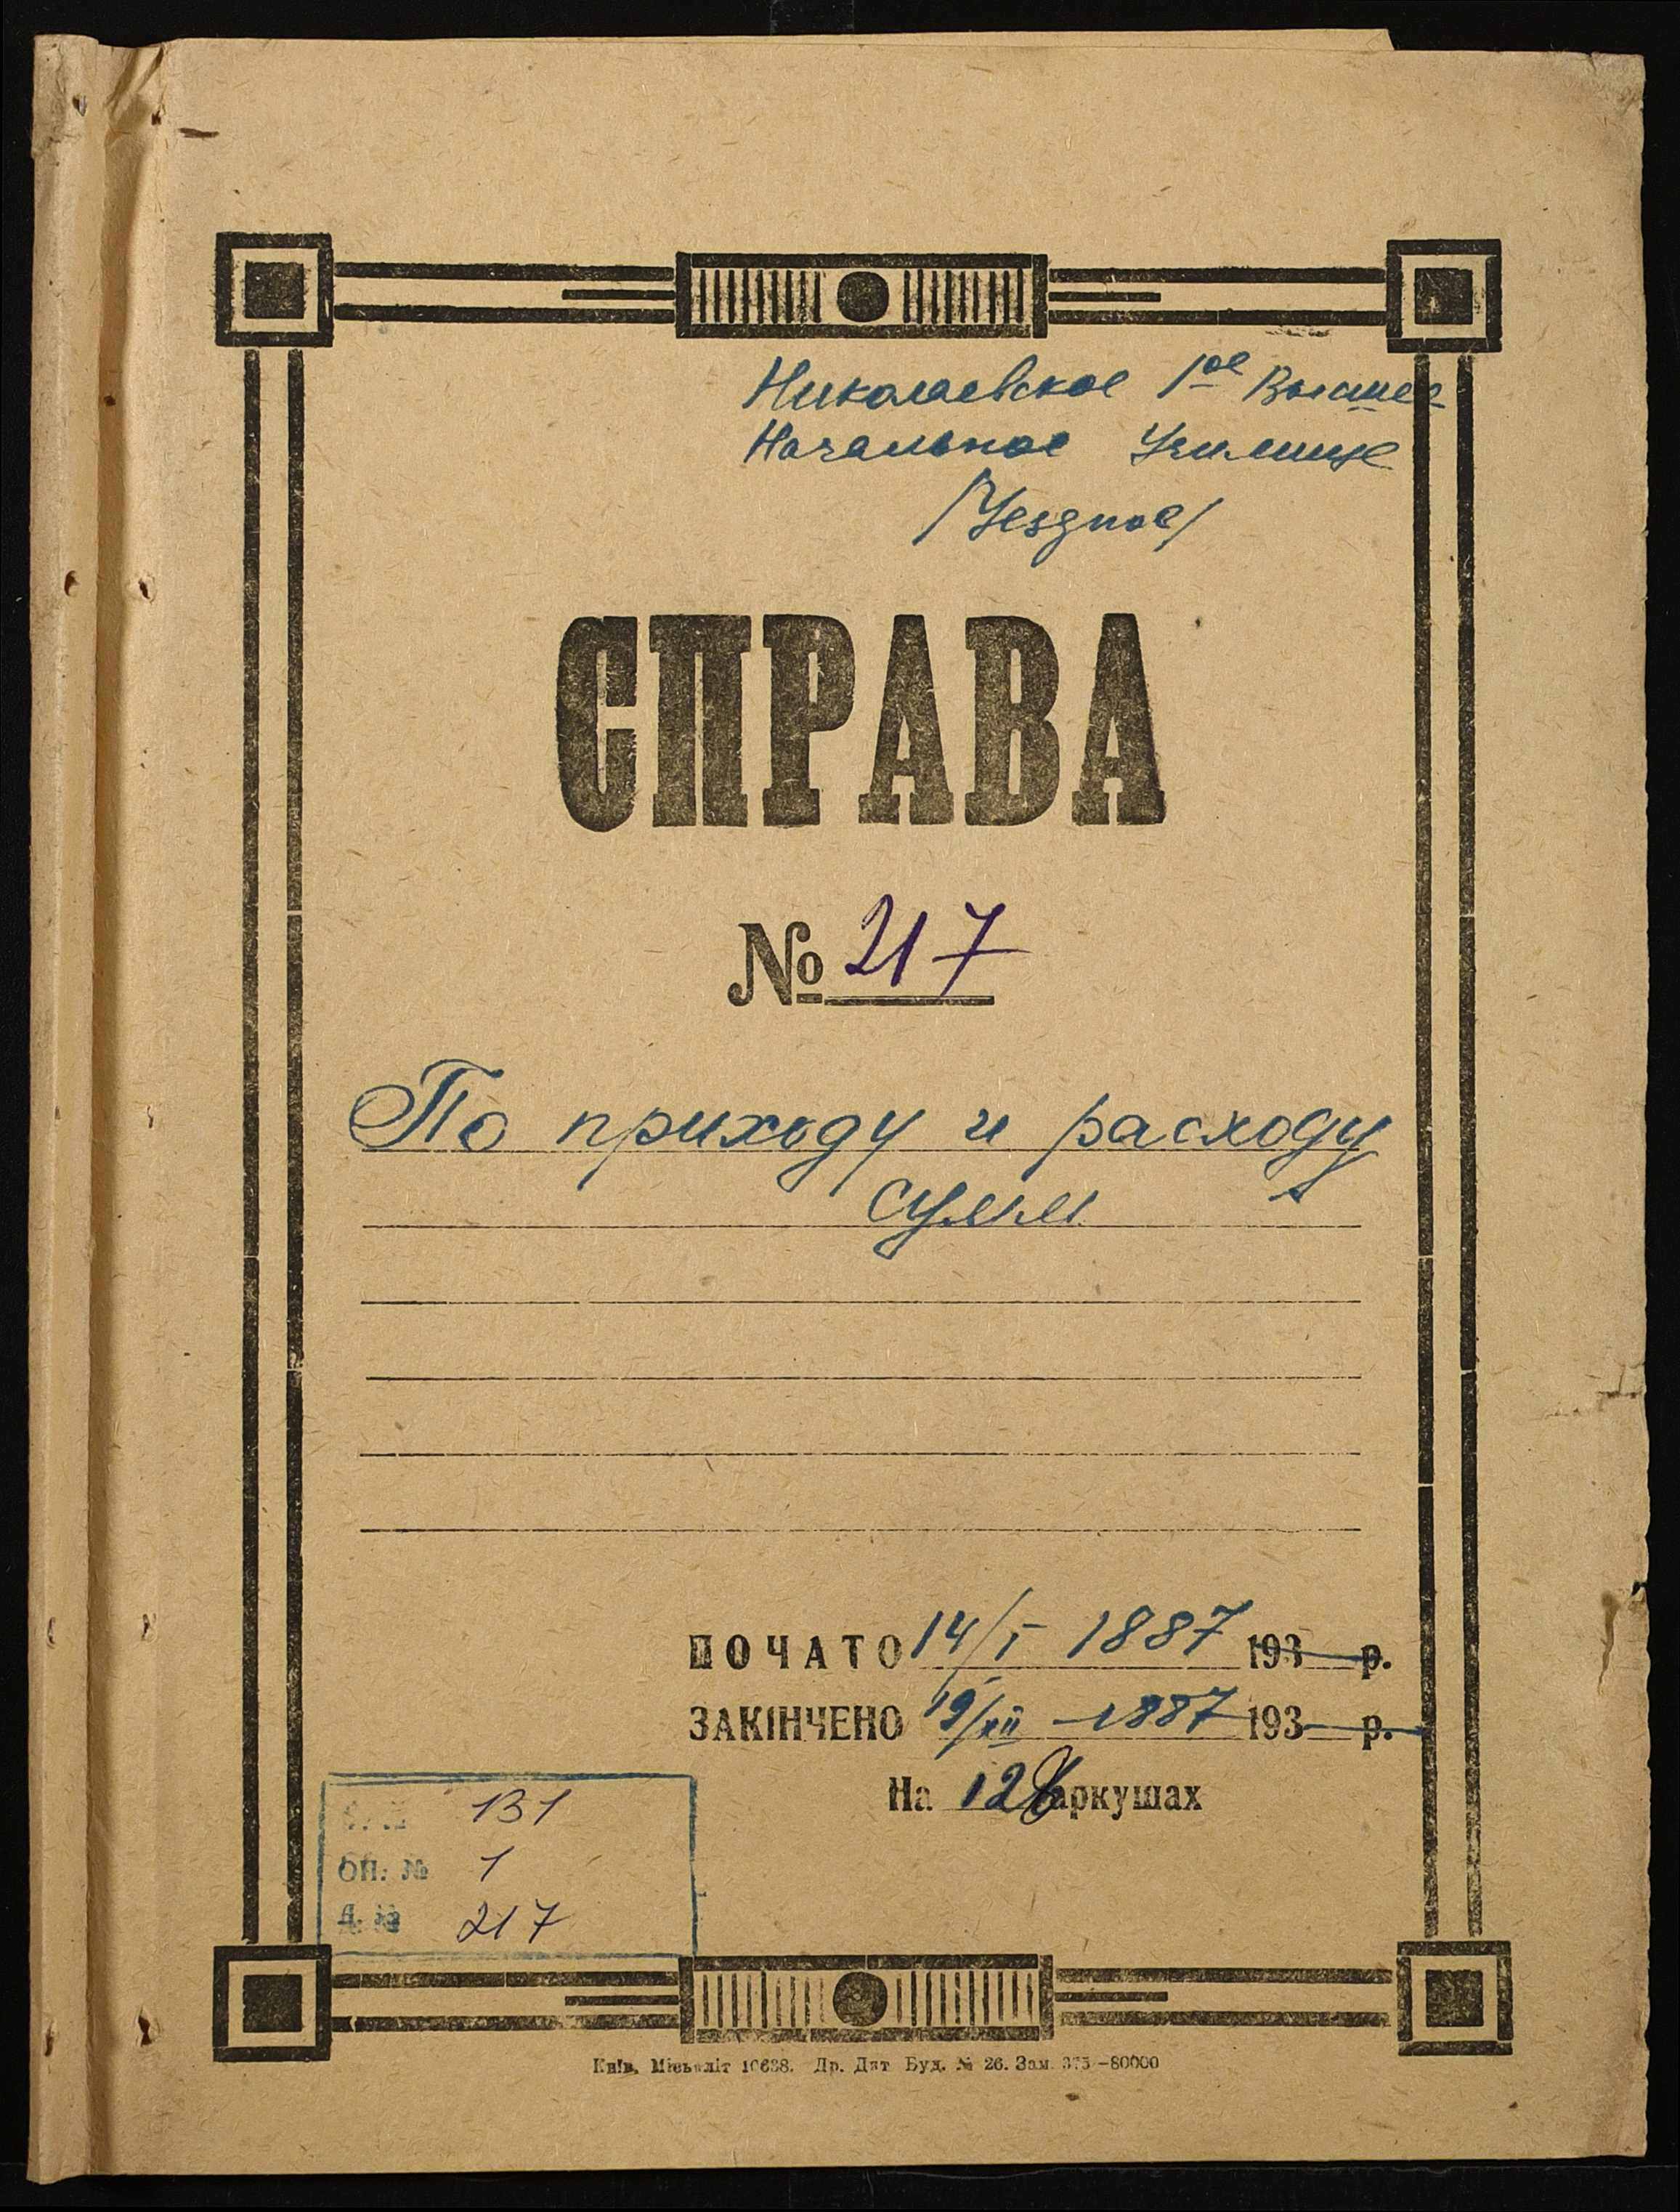 Николаевское 1ое Высшее
Начальное Училище
/Уездное/
СПРАВА
№ 217
По приходу и расходу
сумм
ПОЧАТО 14/I 1887 193 р.
ЗАКІНЧЕНО 19/XII - 1887 193 р.
На 128 аркушах
131
оп. № 1
д. № 217
Київ, Міськліт 10638. Др. Дит Буд. № 26. Зам. 375-80000